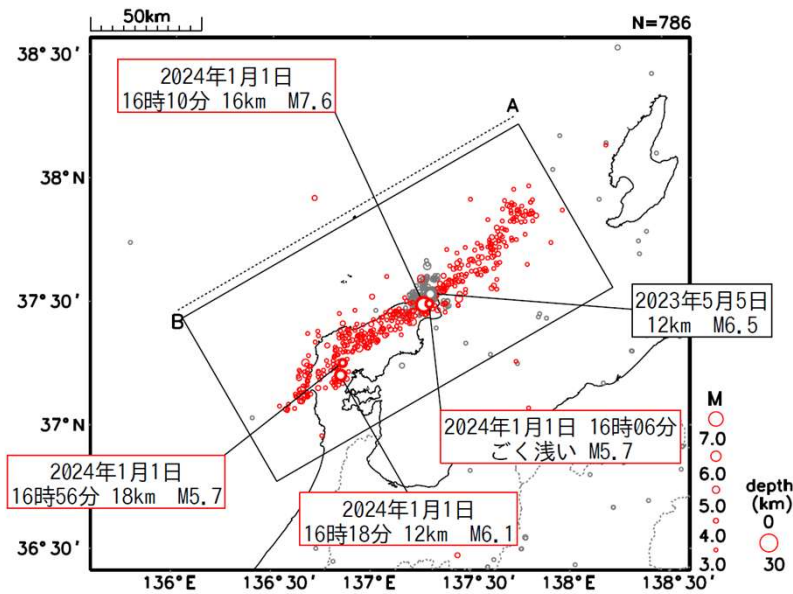 50km
N=786
38°30′
2024年1月1日
16時10分 16km M7.6
A
38°N
37°30′
B
2023年5月5日
12km M6.5
37°N
2024年1月1日 16時06分
ごく浅い M5.7
2024年1月1日
16時56分 18km M5.7
2024年1月1日
16時18分 12km M6.1
36°30′
136°E
136°30′
137°E
137°30′
138°E
138°30′
M
7.0
6.0
5.0
4.0
3.0
depth
(km)
0
30